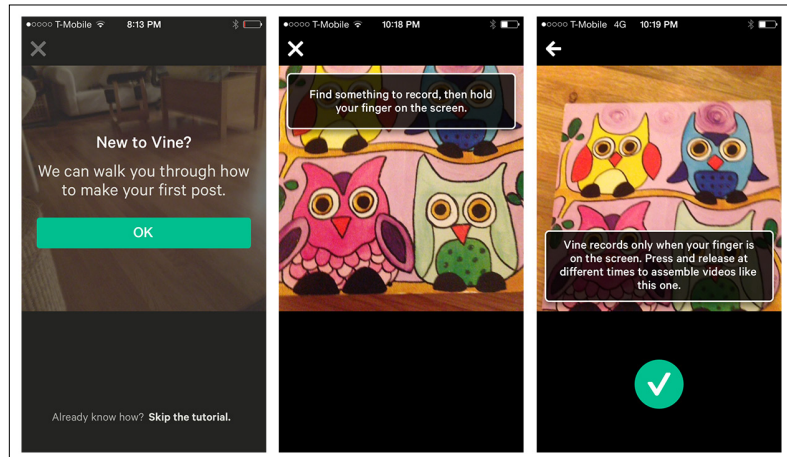 T-Mobile 8:13 PM
New to Vine?
We can walk you through how
to make your first post.
OK
Already know how? Skip the tutorial.
T-Mobile 10:18 PM
Find something to record, then hold
your finger on the screen.
T-Mobile 4G 10:19 PM
Vine records only when your finger is
on the screen. Press and release at
different times to assemble videos like
this one.